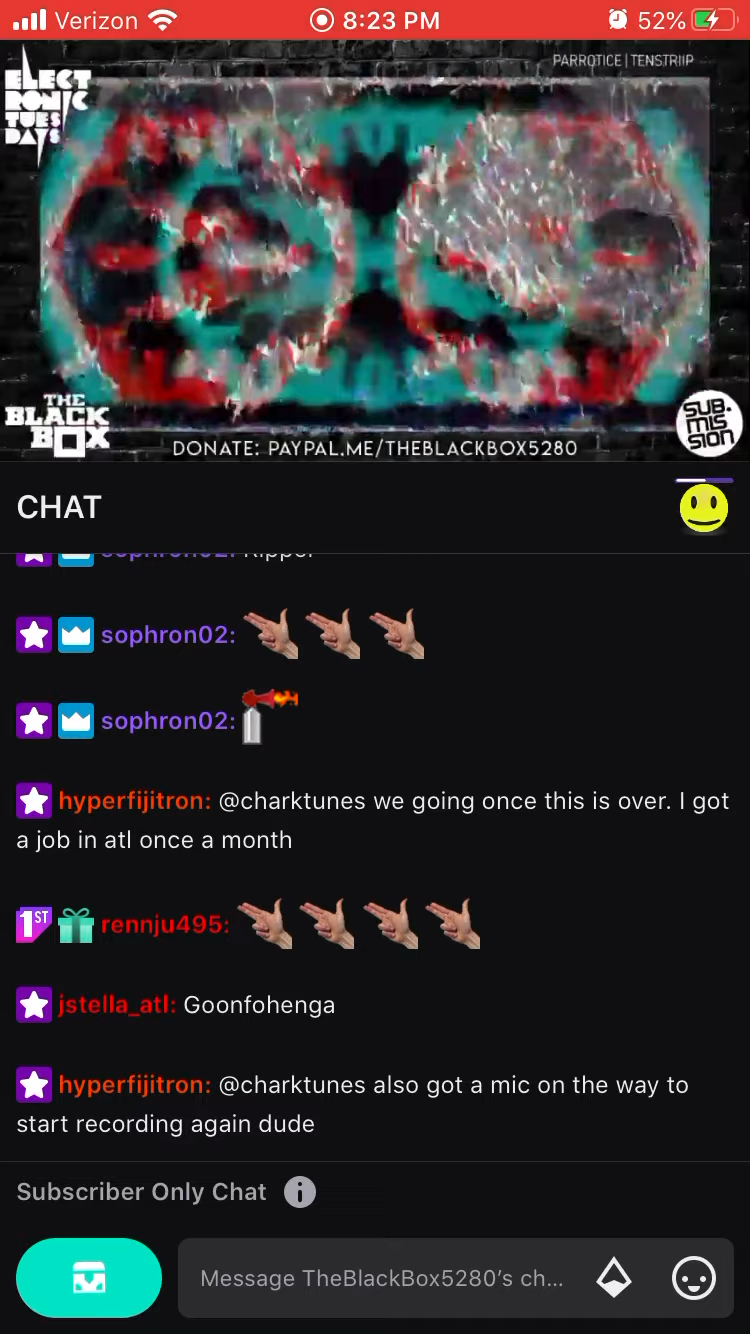 Verizon 8:23 PM 52%
PARROTICE | TENSTRIIP
ELECT
RONIC
TUES
DAYS
THE
BLACK
BOX
SUB.
MIS
SION
DONATE: PAYPAL.ME/THEBLACKBOX5280
CHAT
sophron02: Ripper
sophron02:
sophron02:
hyperfijitron: @charktunes we going once this is over. I got
a job in atl once a month
1ST rennju495:
jstella_atl: Goonfohenga
hyperfijitron: @charktunes also got a mic on the way to
start recording again dude
Subscriber Only Chat
Message TheBlackBox5280’s ch...